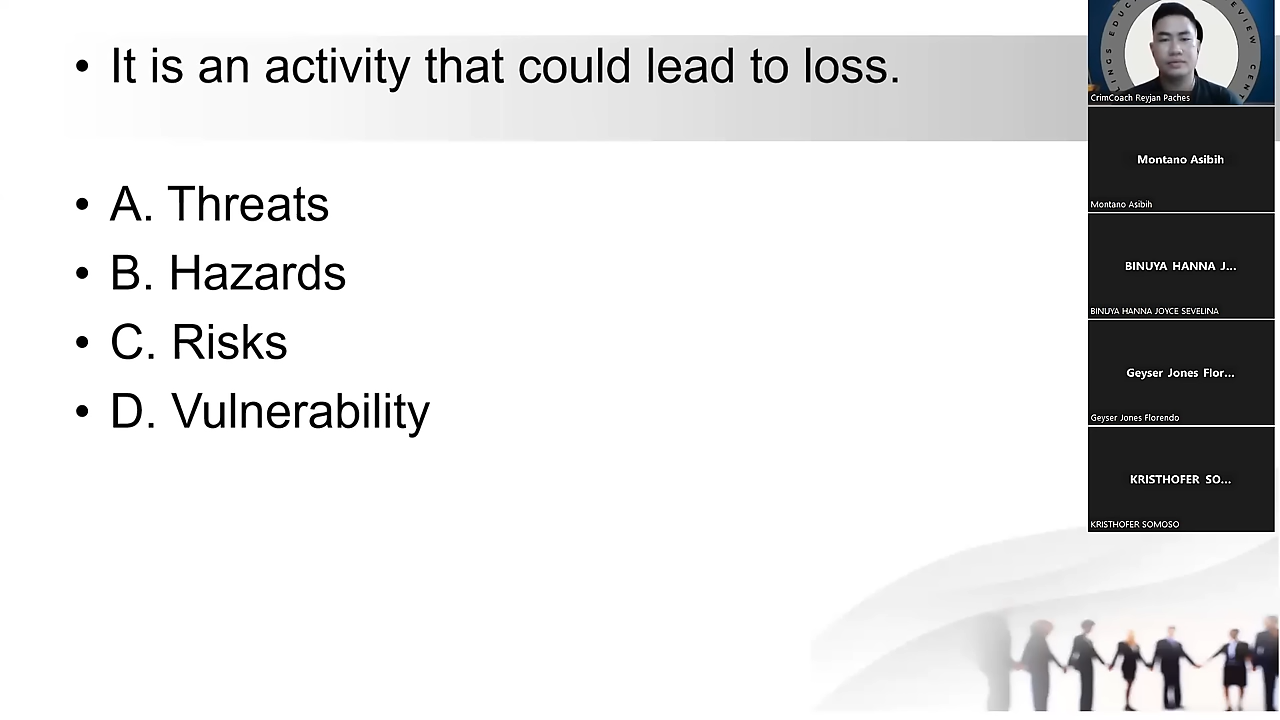 • It is an activity that could lead to loss.
• A. Threats
• B. Hazards
• C. Risks
• D. Vulnerability
CrimCoach Reyjan Paches
Montano Asibih
Montano Asibih
BINUYA HANNA J...
BINUYA HANNA JOYCE SEVELINA
Geyser Jones Flor...
Geyser Jones Florendo
KRISTHOFER SO...
KRISTHOFER SOMOSO